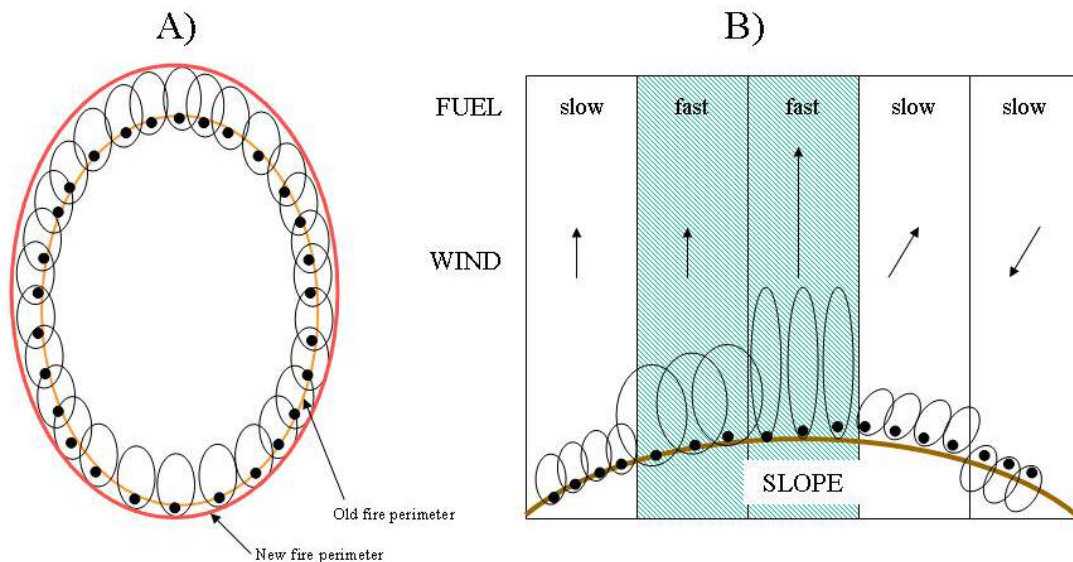 A)
B)
FUEL
slow
fast
fast
slow
slow
WIND
SLOPE
Old fire perimeter
New fire perimeter